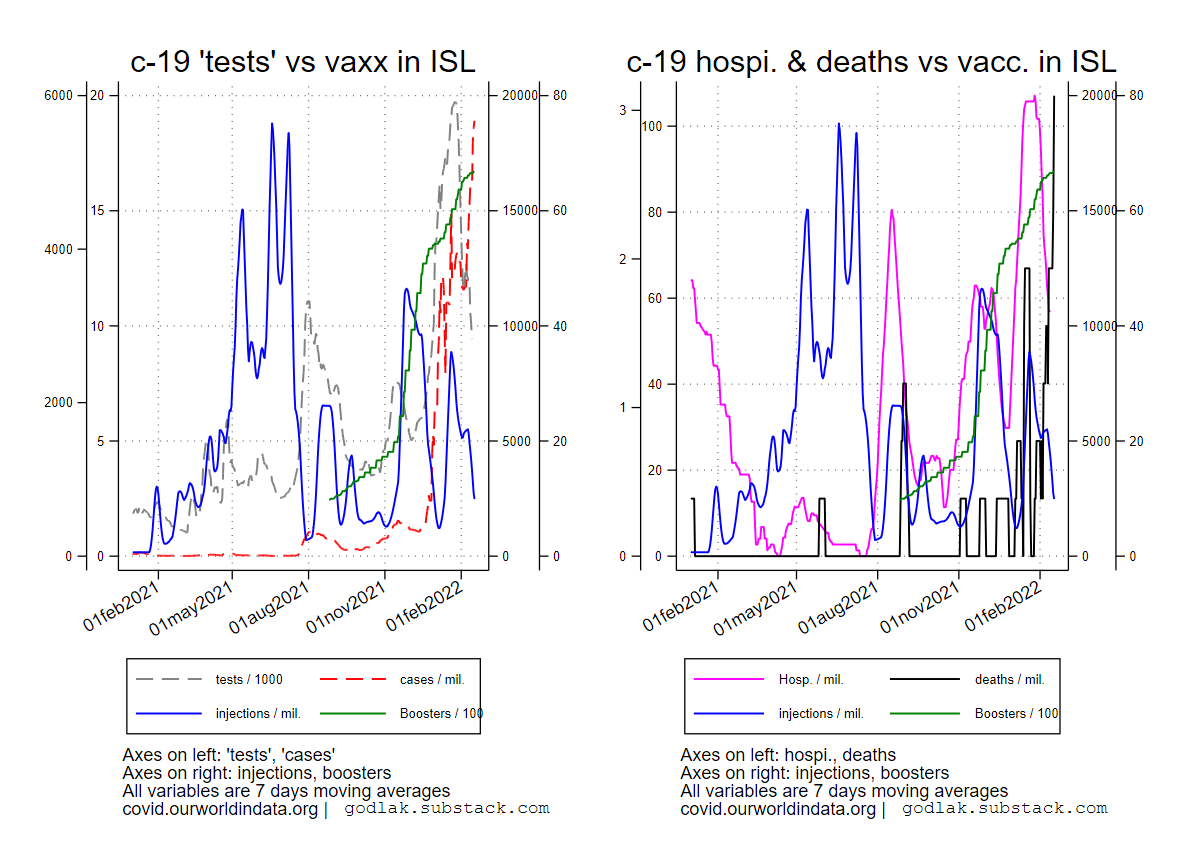 c-19 'tests' vs vaxx in ISL
6000 20 20000 80
15 15000 60
4000
10 10000 40
2000
5 5000 20
0 0 0 0
01feb2021 01may2021 01aug2021 01nov2021 01feb2022
tests / 1000 cases / mil.
injections / mil. Boosters / 100
Axes on left: 'tests', 'cases'
Axes on right: injections, boosters
All variables are 7 days moving averages
covid.ourworldindata.org | godlak.substack.com
c-19 hospi. & deaths vs vacc. in ISL
20000 80
3
100
80 15000 60
2
60 10000 40
40
1
20 5000 20
0 0 0 0
01feb2021 01may2021 01aug2021 01nov2021 01feb2022
Hosp. / mil. deaths / mil.
injections / mil. Boosters / 100
Axes on left: hospi., deaths
Axes on right: injections, boosters
All variables are 7 days moving averages
covid.ourworldindata.org | godlak.substack.com